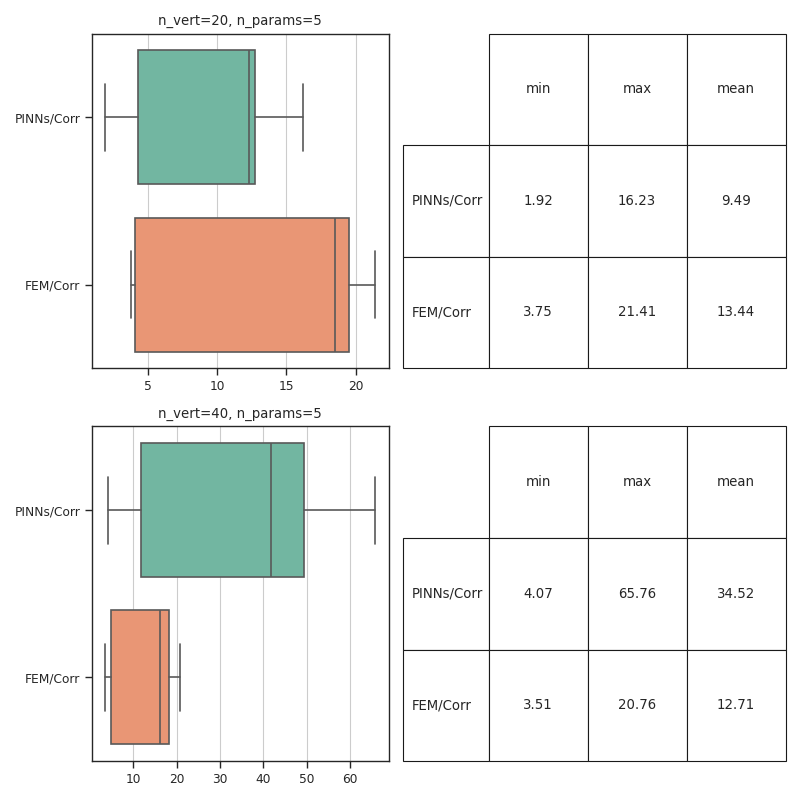 n_vert=20, n_params=5
PINNs/Corr
FEM/Corr
5 10 15 20
min max mean
PINNs/Corr 1.92 16.23 9.49
FEM/Corr 3.75 21.41 13.44
n_vert=40, n_params=5
PINNs/Corr
FEM/Corr
10 20 30 40 50 60
min max mean
PINNs/Corr 4.07 65.76 34.52
FEM/Corr 3.51 20.76 12.71